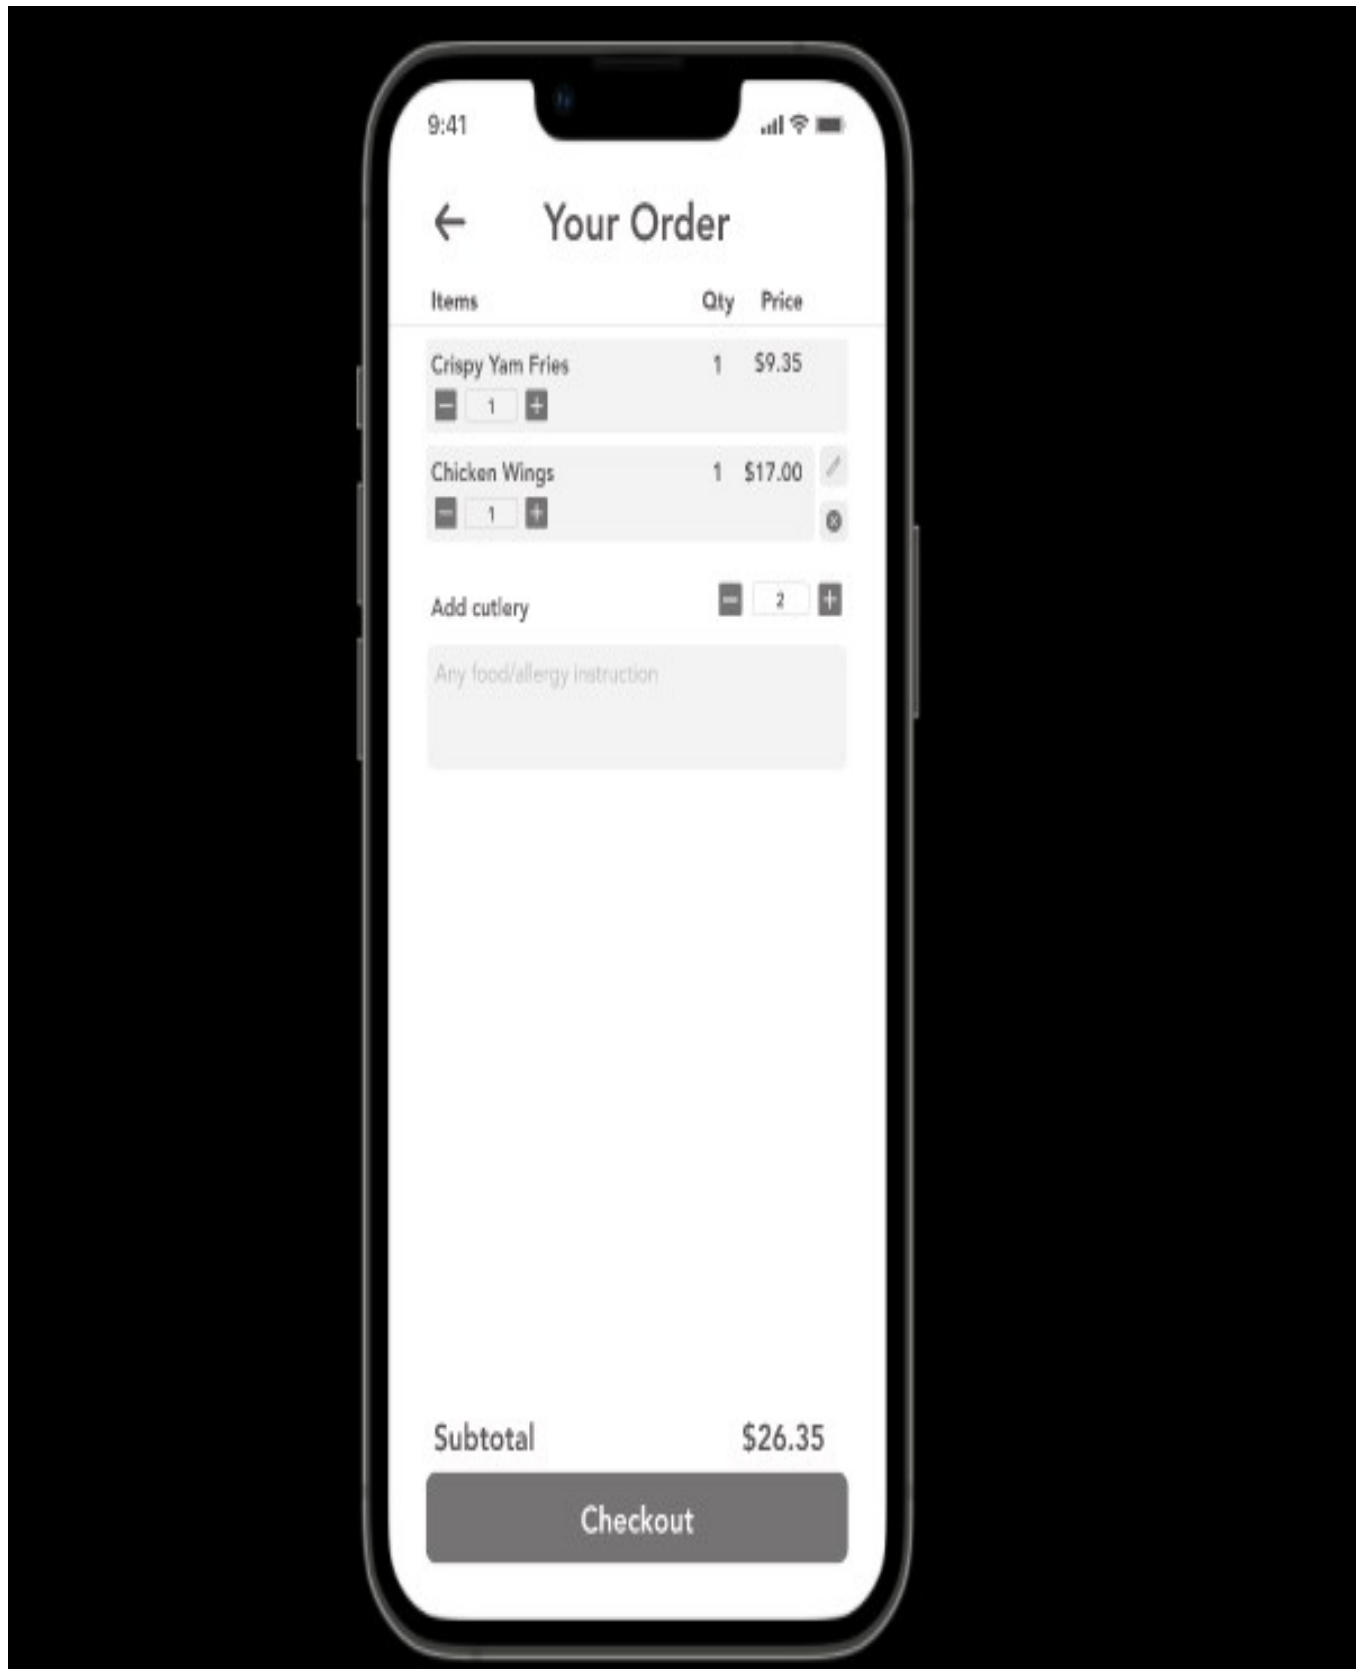 9:41
Your Order
Items Qty Price
Crispy Yam Fries 1 $9.35
1
Chicken Wings 1 $17.00
1
Add cutlery 2
Any food/allergy instruction
Subtotal $26.35
Checkout